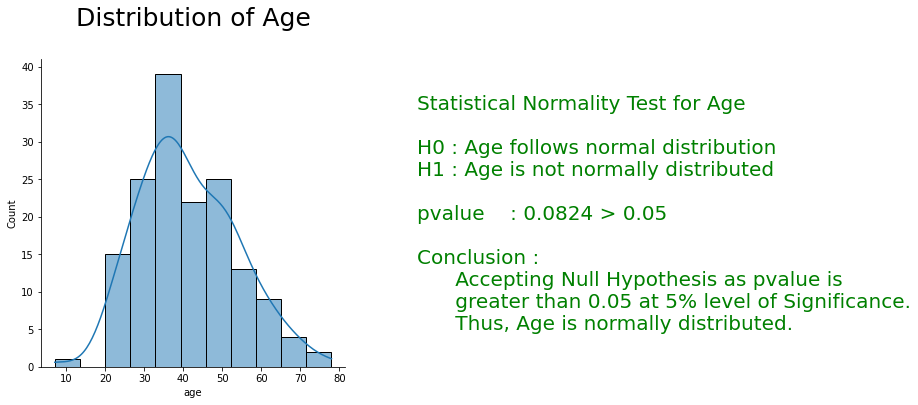 Distribution of Age
40
35
30
25
20
15
10
5
0
Count
10 20 30 40 50 60 70 80
age
Statistical Normality Test for Age
H0 : Age follows normal distribution
H1 : Age is not normally distributed
pvalue    : 0.0824 > 0.05
Conclusion :
Accepting Null Hypothesis as pvalue is
greater than 0.05 at 5% level of Significance.
Thus, Age is normally distributed.